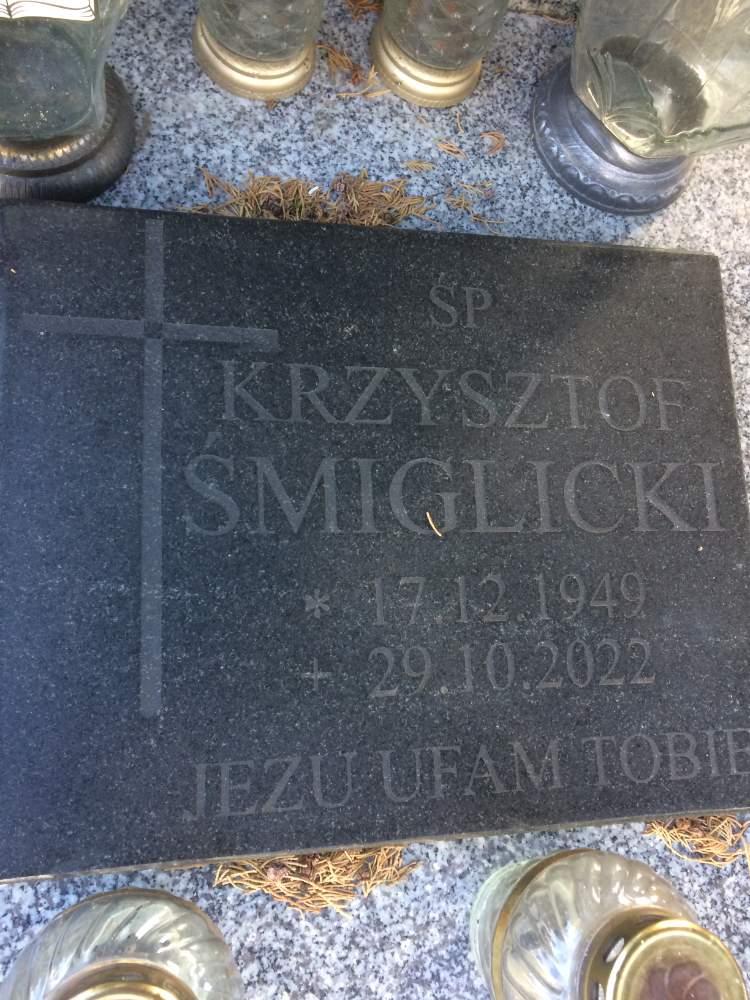 ŚP
KRZYSZTOF
ŚMIGLICKI
* 17.12.1949
+ 29.10.2022
JEZU UFAM TOBIE